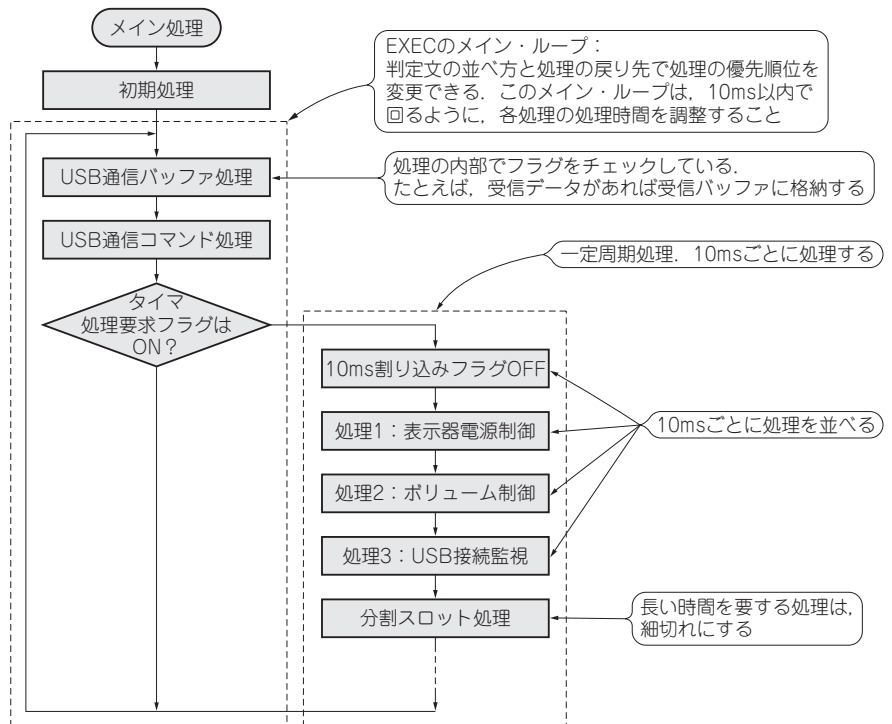 メイン処理
初期処理
EXECのメイン・ループ：
判定文の並べ方と処理の戻り先で処理の優先順位を
変更できる．このメイン・ループは，10ms以内で
回るように，各処理の処理時間を調整すること
USB通信バッファ処理
処理の内部でフラグをチェックしている．
たとえば，受信データがあれば受信バッファに格納する
USB通信コマンド処理
一定周期処理．10msごとに処理する
タイマ
処理要求フラグは
ON？
10ms割り込みフラグOFF
処理1：表示器電源制御
10msごとに処理を並べる
処理2：ボリューム制御
処理3：USB接続監視
分割スロット処理
長い時間を要する処理は，
細切れにする